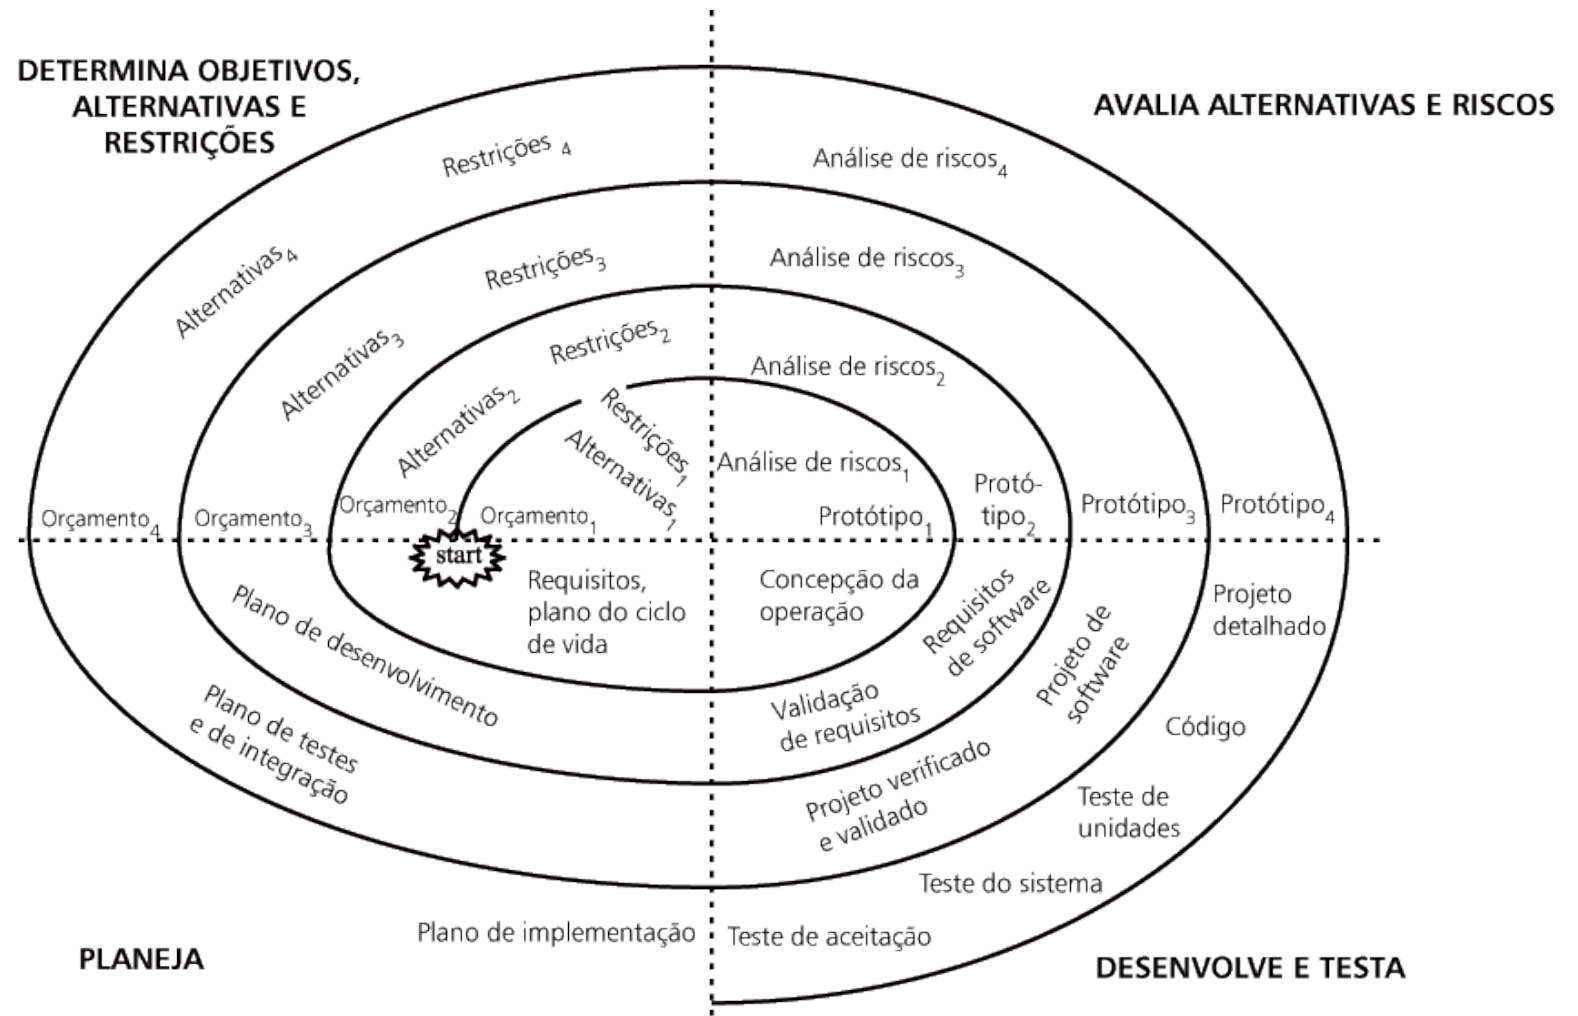 DETERMINA OBJETIVOS,
ALTERNATIVAS E
RESTRIÇÕES
AVALIA ALTERNATIVAS E RISCOS
Restrições 4
Análise de riscos4
Alternativas4
Restrições3
Análise de riscos3
Alternativas3
Restrições2
Análise de riscos2
Alternativas2
Restrições1
Alternativas1
Análise de riscos1
Orçamento4
Orçamento3
Orçamento2
Orçamento1
Protótipo1
Protó-
tipo2
Protótipo3
Protótipo4
start
Requisitos,
plano do ciclo
de vida
Concepção da
operação
Requisitos
de software
Projeto de
software
Projeto
detalhado
Plano de desenvolvimento
Validação
de requisitos
Código
Plano de testes
e de integração
Projeto verificado
e validado
Teste de
unidades
Teste do sistema
Plano de implementação
Teste de aceitação
PLANEJA
DESENVOLVE E TESTA